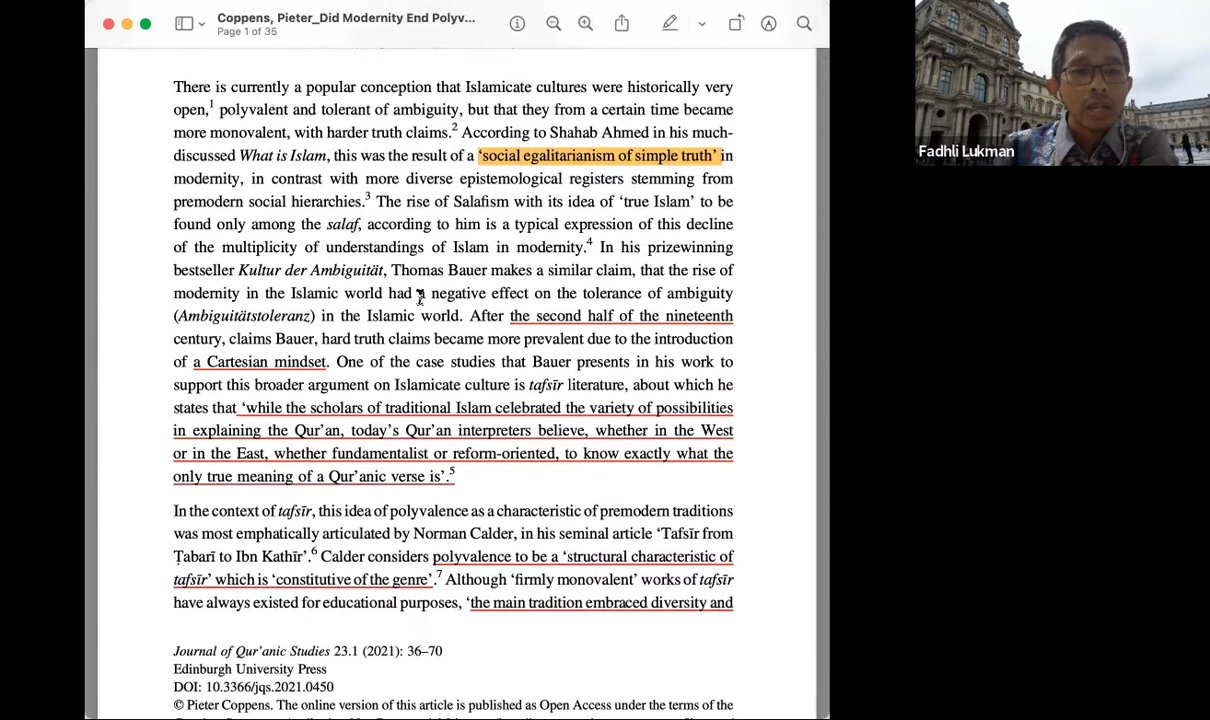 Coppens, Pieter_Did Modernity End Polyv...
Page 1 of 35
There is currently a popular conception that Islamicate cultures were historically very
open,1 polyvalent and tolerant of ambiguity, but that they from a certain time became
more monovalent, with harder truth claims.2 According to Shahab Ahmed in his much-
discussed What is Islam, this was the result of a ‘social egalitarianism of simple truth’ in
modernity, in contrast with more diverse epistemological registers stemming from
premodern social hierarchies.3 The rise of Salafism with its idea of ‘true Islam’ to be
found only among the salaf, according to him is a typical expression of this decline
of the multiplicity of understandings of Islam in modernity.4 In his prizewinning
bestseller Kultur der Ambiguität, Thomas Bauer makes a similar claim, that the rise of
modernity in the Islamic world had a negative effect on the tolerance of ambiguity
(Ambiguitätstoleranz) in the Islamic world. After the second half of the nineteenth
century, claims Bauer, hard truth claims became more prevalent due to the introduction
of a Cartesian mindset. One of the case studies that Bauer presents in his work to
support this broader argument on Islamicate culture is tafsīr literature, about which he
states that ‘while the scholars of traditional Islam celebrated the variety of possibilities
in explaining the Qur’an, today’s Qur’an interpreters believe, whether in the West
or in the East, whether fundamentalist or reform-oriented, to know exactly what the
only true meaning of a Qur’anic verse is’.5
In the context of tafsīr, this idea of polyvalence as a characteristic of premodern traditions
was most emphatically articulated by Norman Calder, in his seminal article ‘Tafsīr from
Ṭabarī to Ibn Kathīr’.6 Calder considers polyvalence to be a ‘structural characteristic of
tafsīr’ which is ‘constitutive of the genre’.7 Although ‘firmly monovalent’ works of tafsīr
have always existed for educational purposes, ‘the main tradition embraced diversity and
Journal of Qur’anic Studies 23.1 (2021): 36–70
Edinburgh University Press
DOI: 10.3366/jqs.2021.0450
© Pieter Coppens. The online version of this article is published as Open Access under the terms of the
Fadhli Lukman